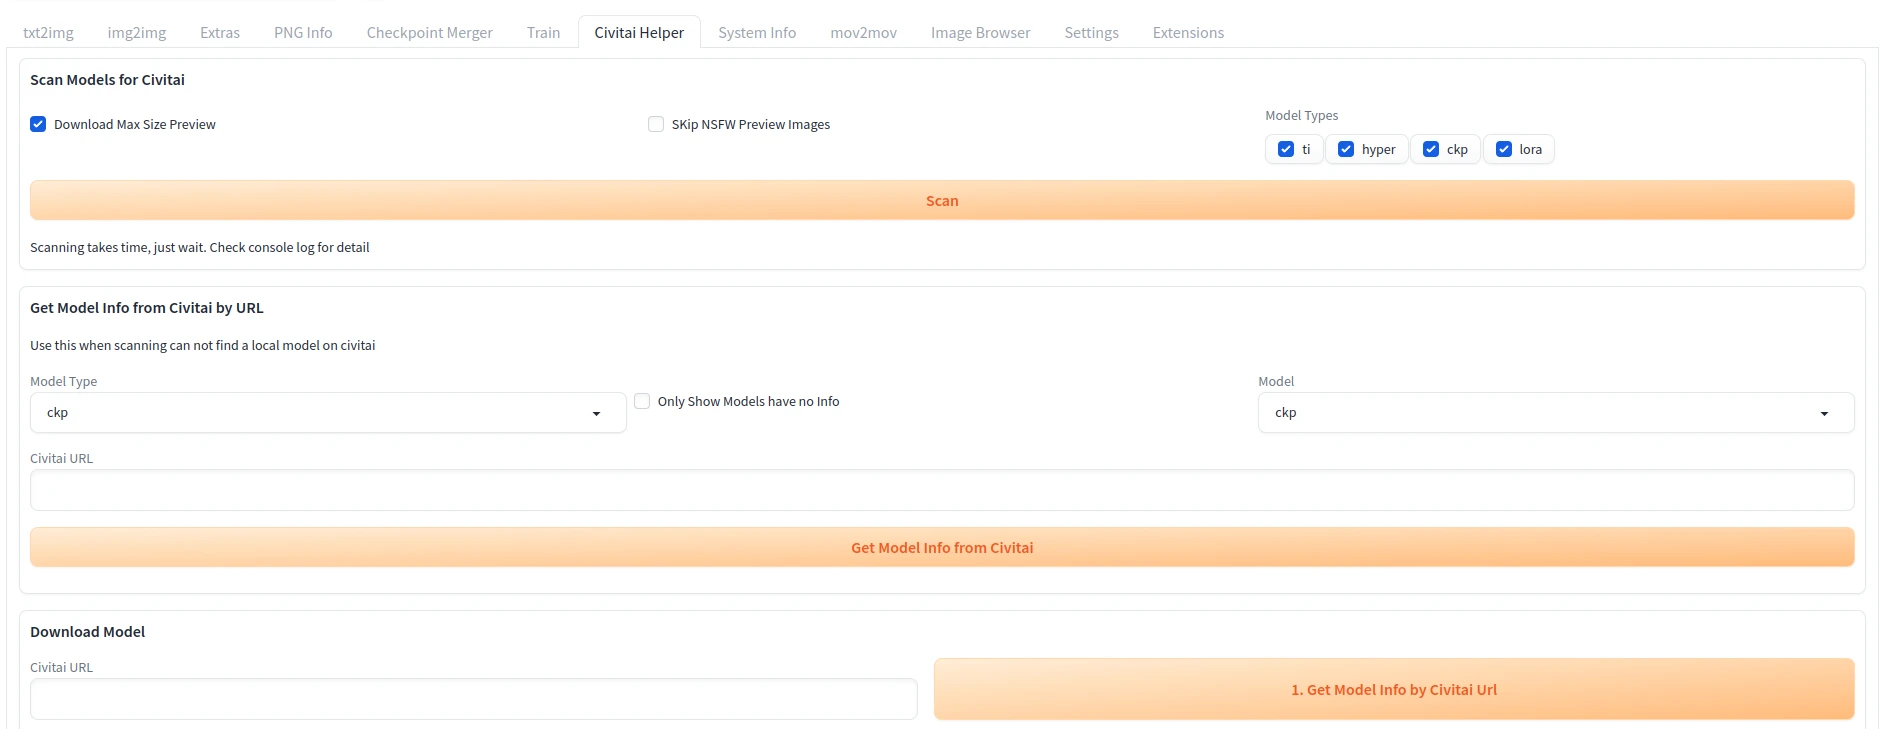 txt2img img2img Extras PNG Info Checkpoint Merger Train Civitai Helper System Info mov2mov Image Browser Settings Extensions
Scan Models for Civitai
Download Max Size Preview
SKip NSFW Preview Images
Model Types
ti hyper ckp lora
Scan
Scanning takes time, just wait. Check console log for detail
Get Model Info from Civitai by URL
Use this when scanning can not find a local model on civitai
Model Type
ckp
Only Show Models have no Info
Model
ckp
Civitai URL
Get Model Info from Civitai
Download Model
Civitai URL
1. Get Model Info by Civitai Url